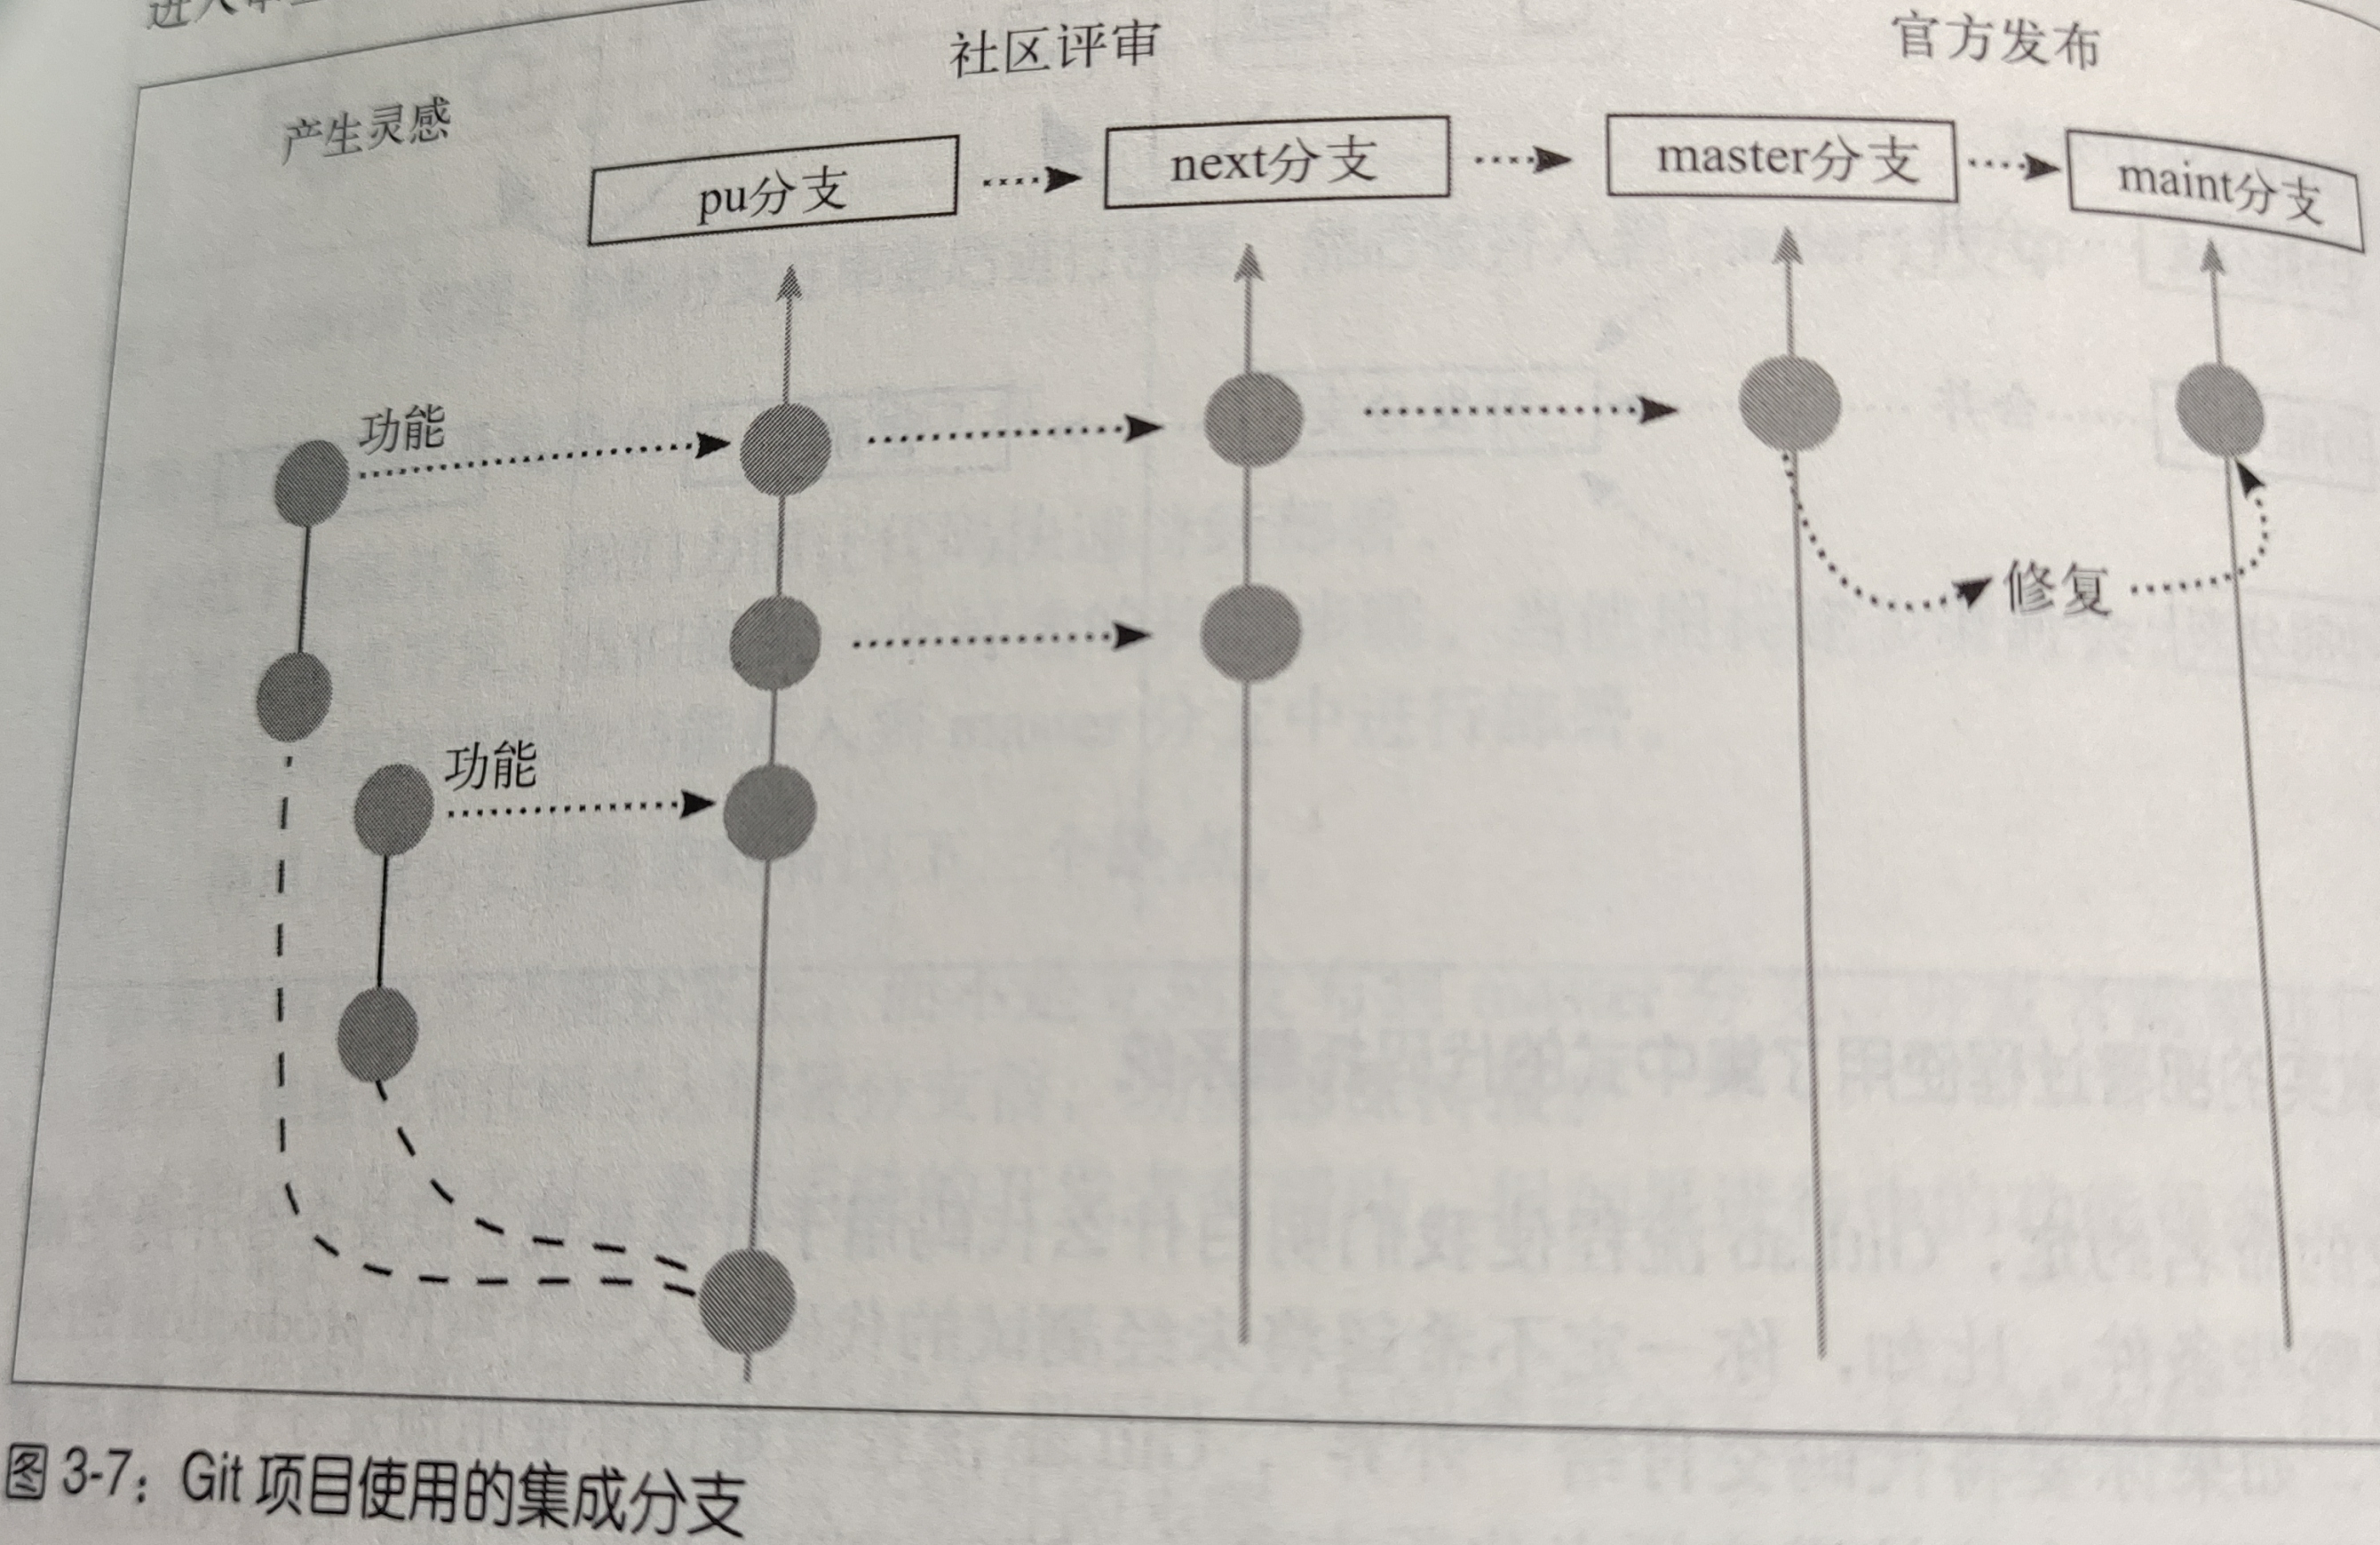 社区评审
官方发布
产生灵感
pu分支
next分支
master分支
maint分支
功能
修复
功能
图 3-7：Git 项目使用的集成分支